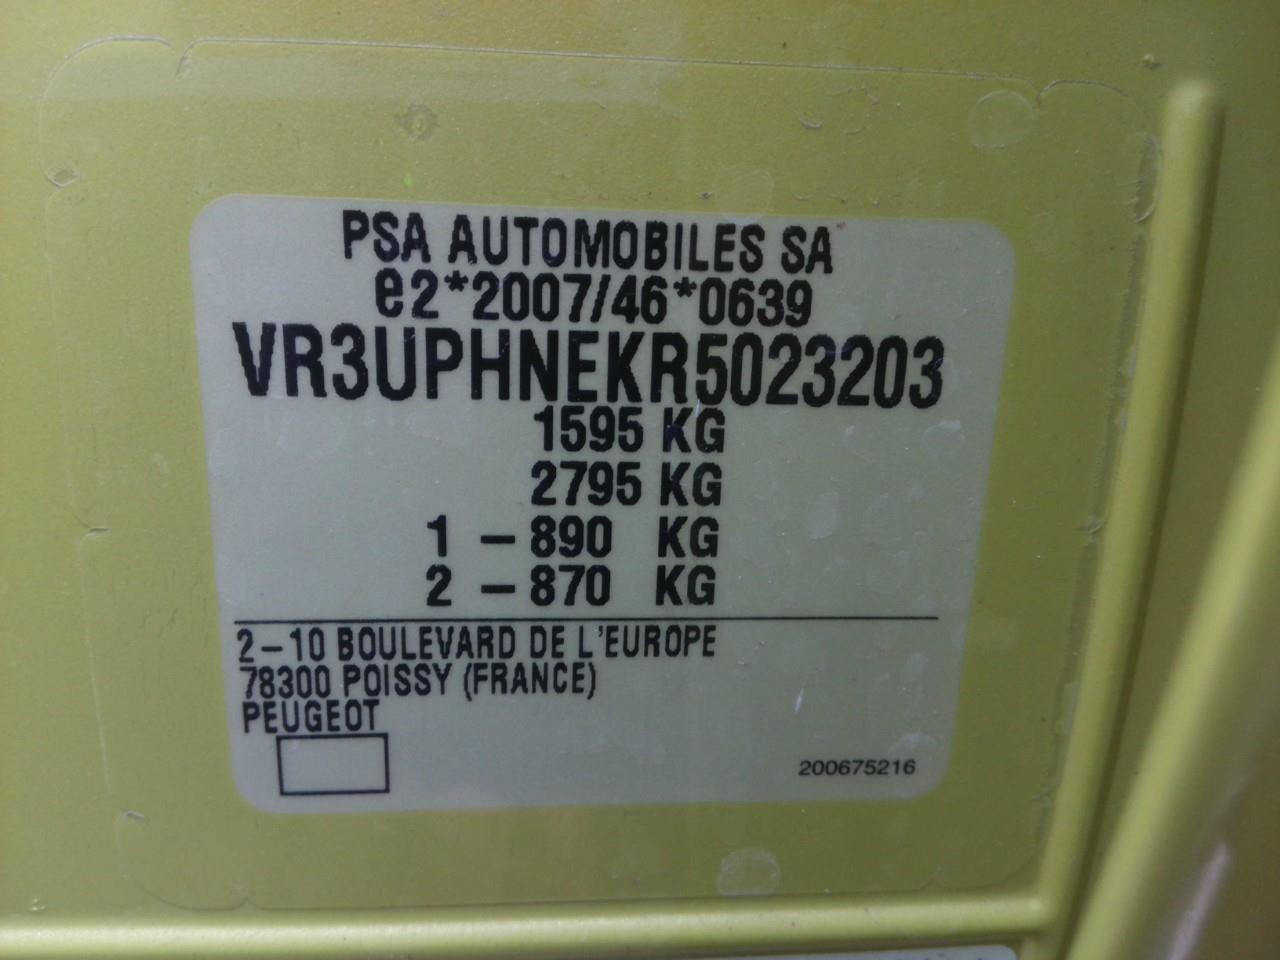 PSA AUTOMOBILES SA
e2*2007/46*0639
VR3UPHNEKR5023203
1595 KG
2795 KG
1 - 890 KG
2 - 870 KG
2-10 BOULEVARD DE L'EUROPE
78300 POISSY (FRANCE)
PEUGEOT
200675216